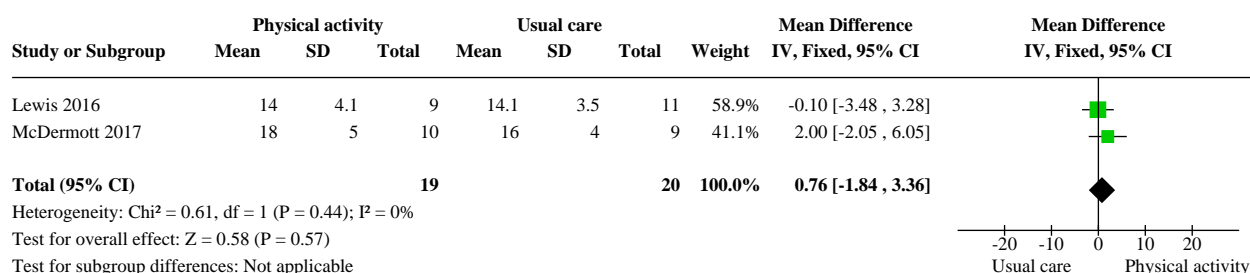 Physical activity Usual care Mean Difference Mean Difference
Study or Subgroup Mean SD Total Mean SD Total Weight IV, Fixed, 95% CI IV, Fixed, 95% CI
Lewis 2016 14 4.1 9 14.1 3.5 11 58.9% -0.10 [-3.48 , 3.28]
McDermott 2017 18 5 10 16 4 9 41.1% 2.00 [-2.05 , 6.05]
Total (95% CI) 19 20 100.0% 0.76 [-1.84 , 3.36]
Heterogeneity: Chi² = 0.61, df = 1 (P = 0.44); I² = 0%
Test for overall effect: Z = 0.58 (P = 0.57)
-20 -10 0 10 20
Test for subgroup differences: Not applicable
Usual care Physical activity